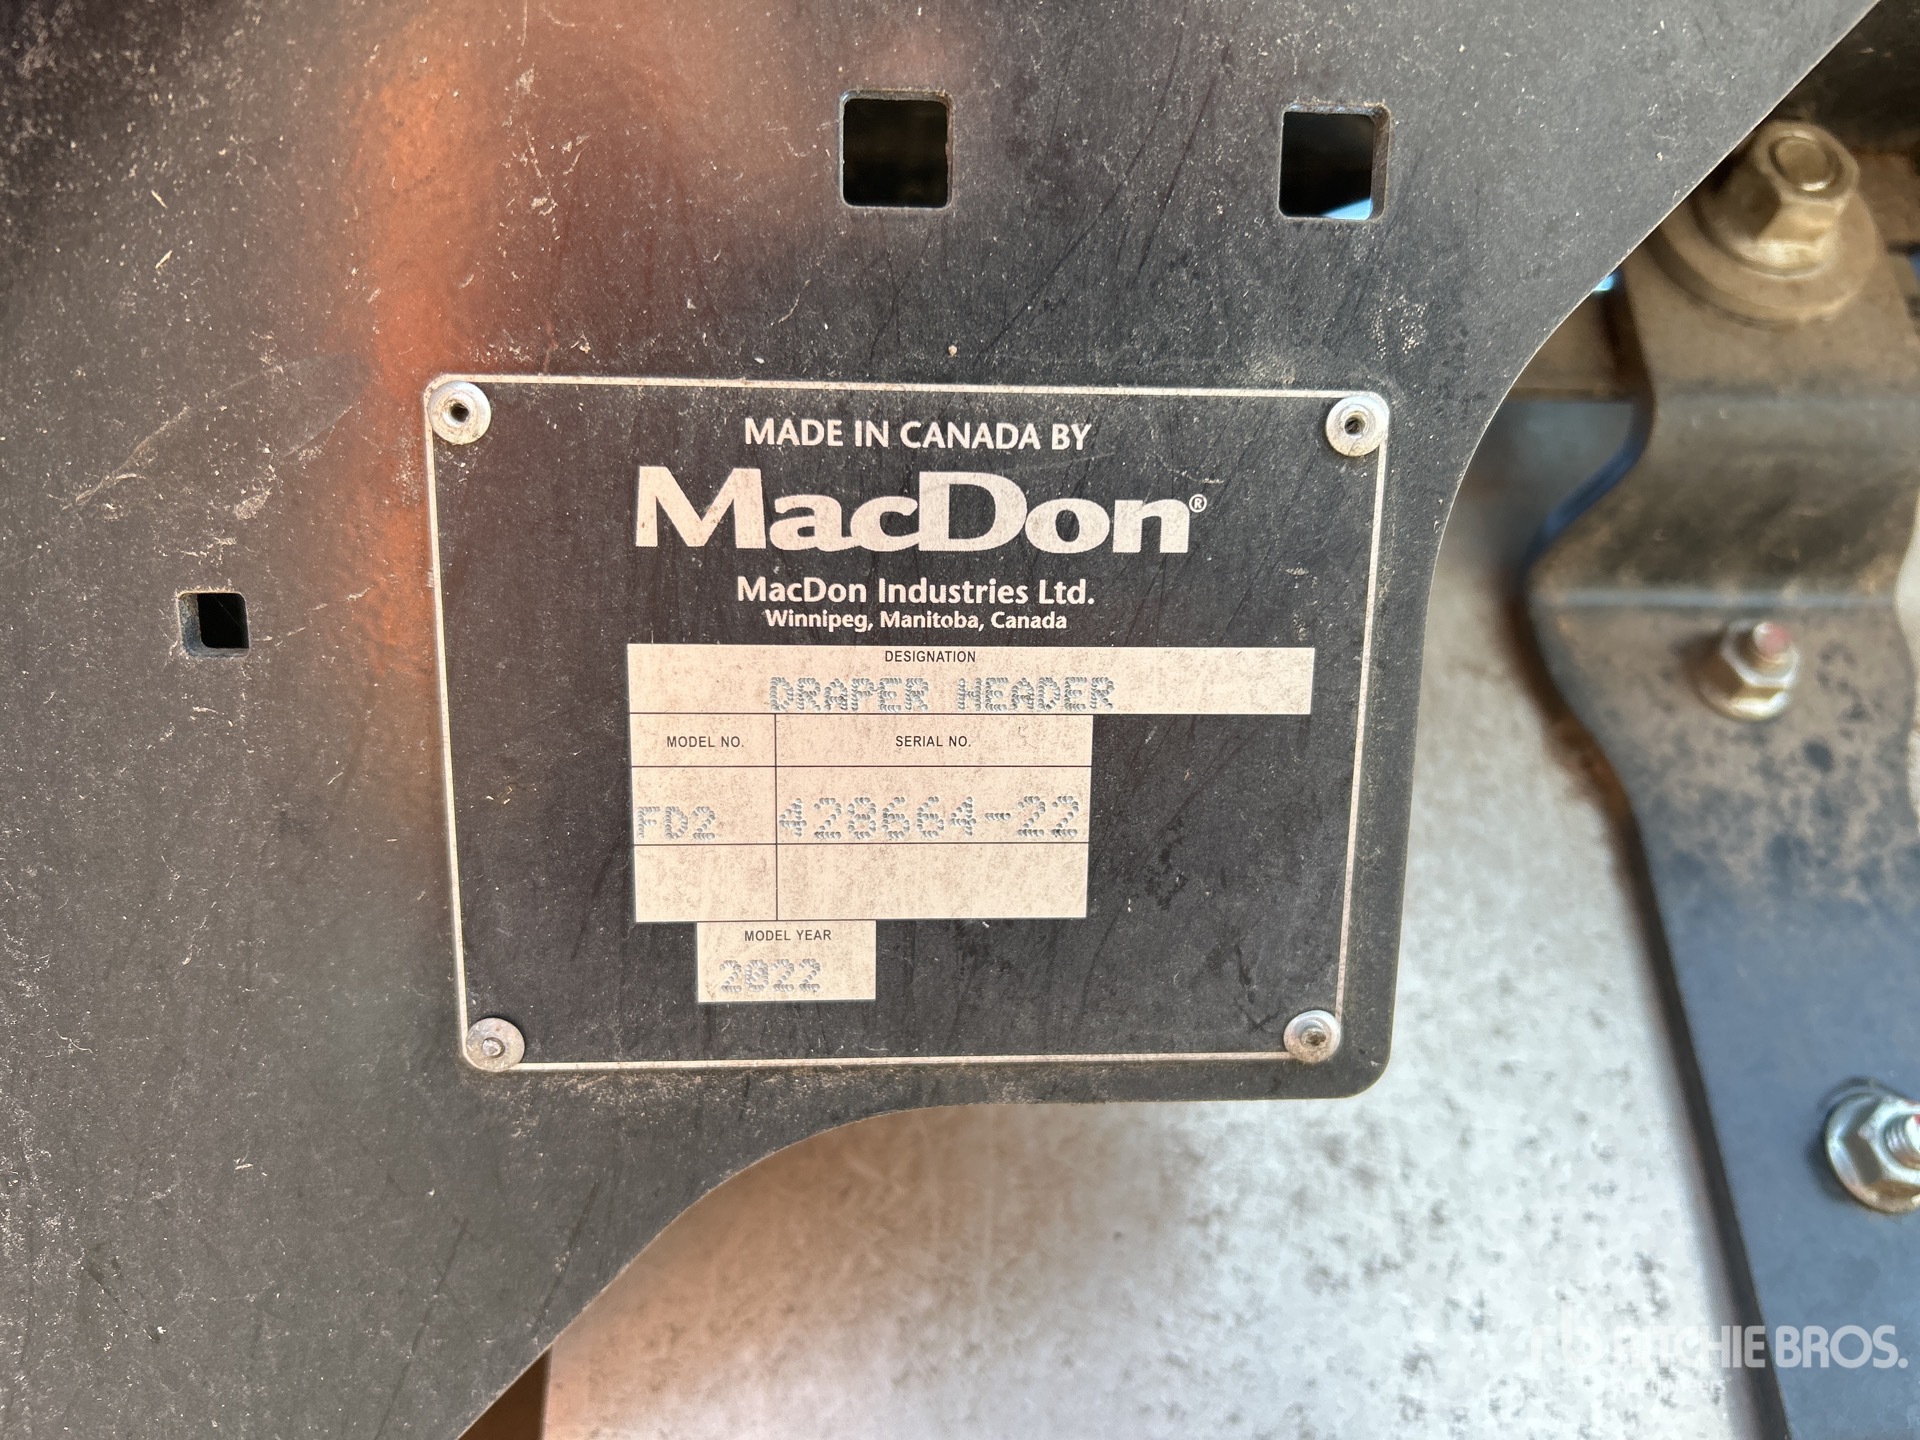 MADE IN CANADA BY
MacDon®
MacDon Industries Ltd.
Winnipeg, Manitoba, Canada
DESIGNATION
DRAPER HEADER
MODEL NO. SERIAL NO.
FD2 428664-22
MODEL YEAR
2022
RITCHIE BROS.